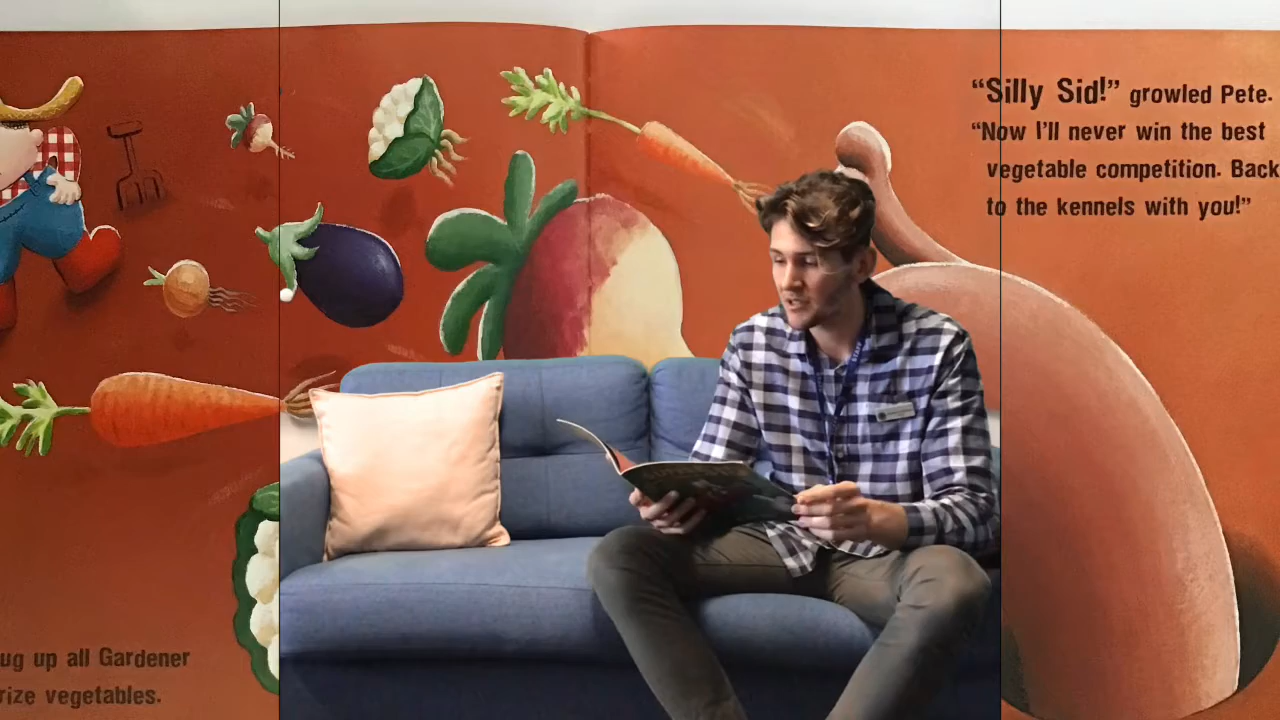 “Silly Sid!” growled Pete.
“Now I’ll never win the best
vegetable competition. Back
to the kennels with you!”
ug up all Gardener
rize vegetables.